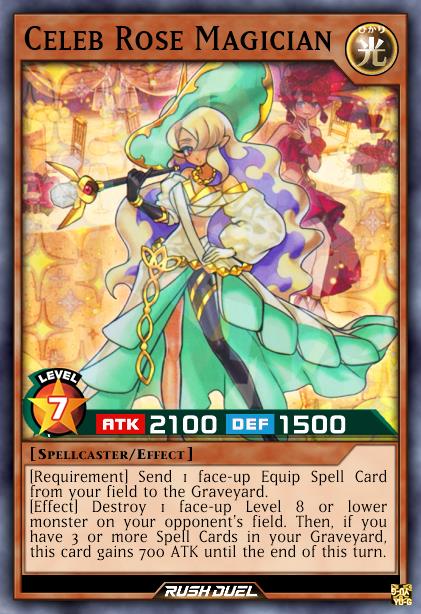 Celeb Rose Magician
ひかり
光
LEVEL
7
ATK 2100 DEF 1500
[Spellcaster/Effect]
[Requirement] Send 1 face-up Equip Spell Card
from your field to the Graveyard.
[Effect] Destroy 1 face-up Level 8 or lower
monster on your opponent's field. Then, if you
have 3 or more Spell Cards in your Graveyard,
this card gains 700 ATK until the end of this turn.
RUSH DUEL